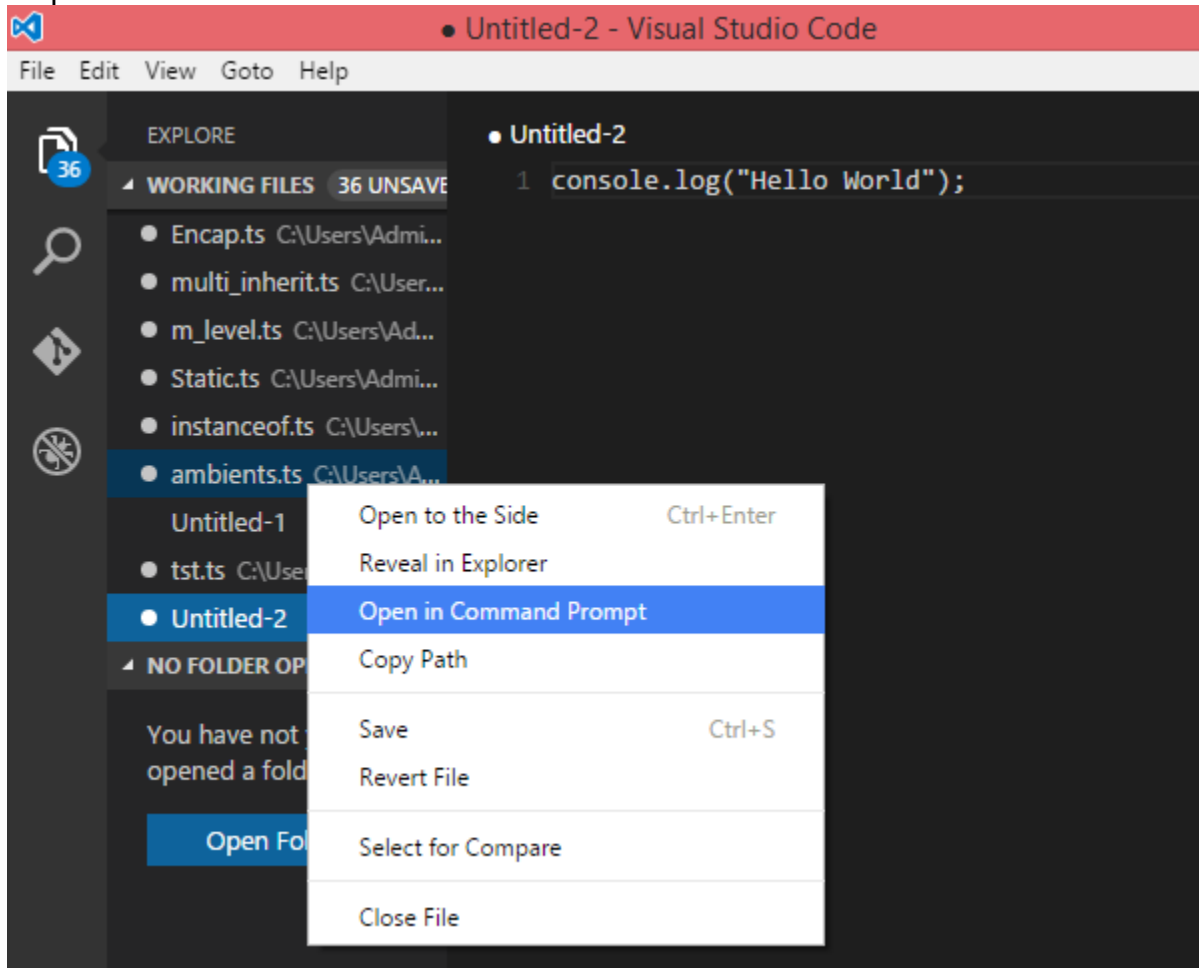 ● Untitled-2 - Visual Studio Code
File Edit View Goto Help
EXPLORE
36
WORKING FILES 36 UNSAVE
● Encap.ts C:\Users\Admi...
● multi_inherit.ts C:\User...
● m_level.ts C:\Users\Ad...
● Static.ts C:\Users\Admi...
● instanceof.ts C:\Users\...
● ambients.ts C:\Users\A...
Untitled-1
● tst.ts C:\User
● Untitled-2
NO FOLDER OP
You have not
opened a fold
Open Fol
● Untitled-2
1 console.log("Hello World");
Open to the Side Ctrl+Enter
Reveal in Explorer
Open in Command Prompt
Copy Path
Save Ctrl+S
Revert File
Select for Compare
Close File